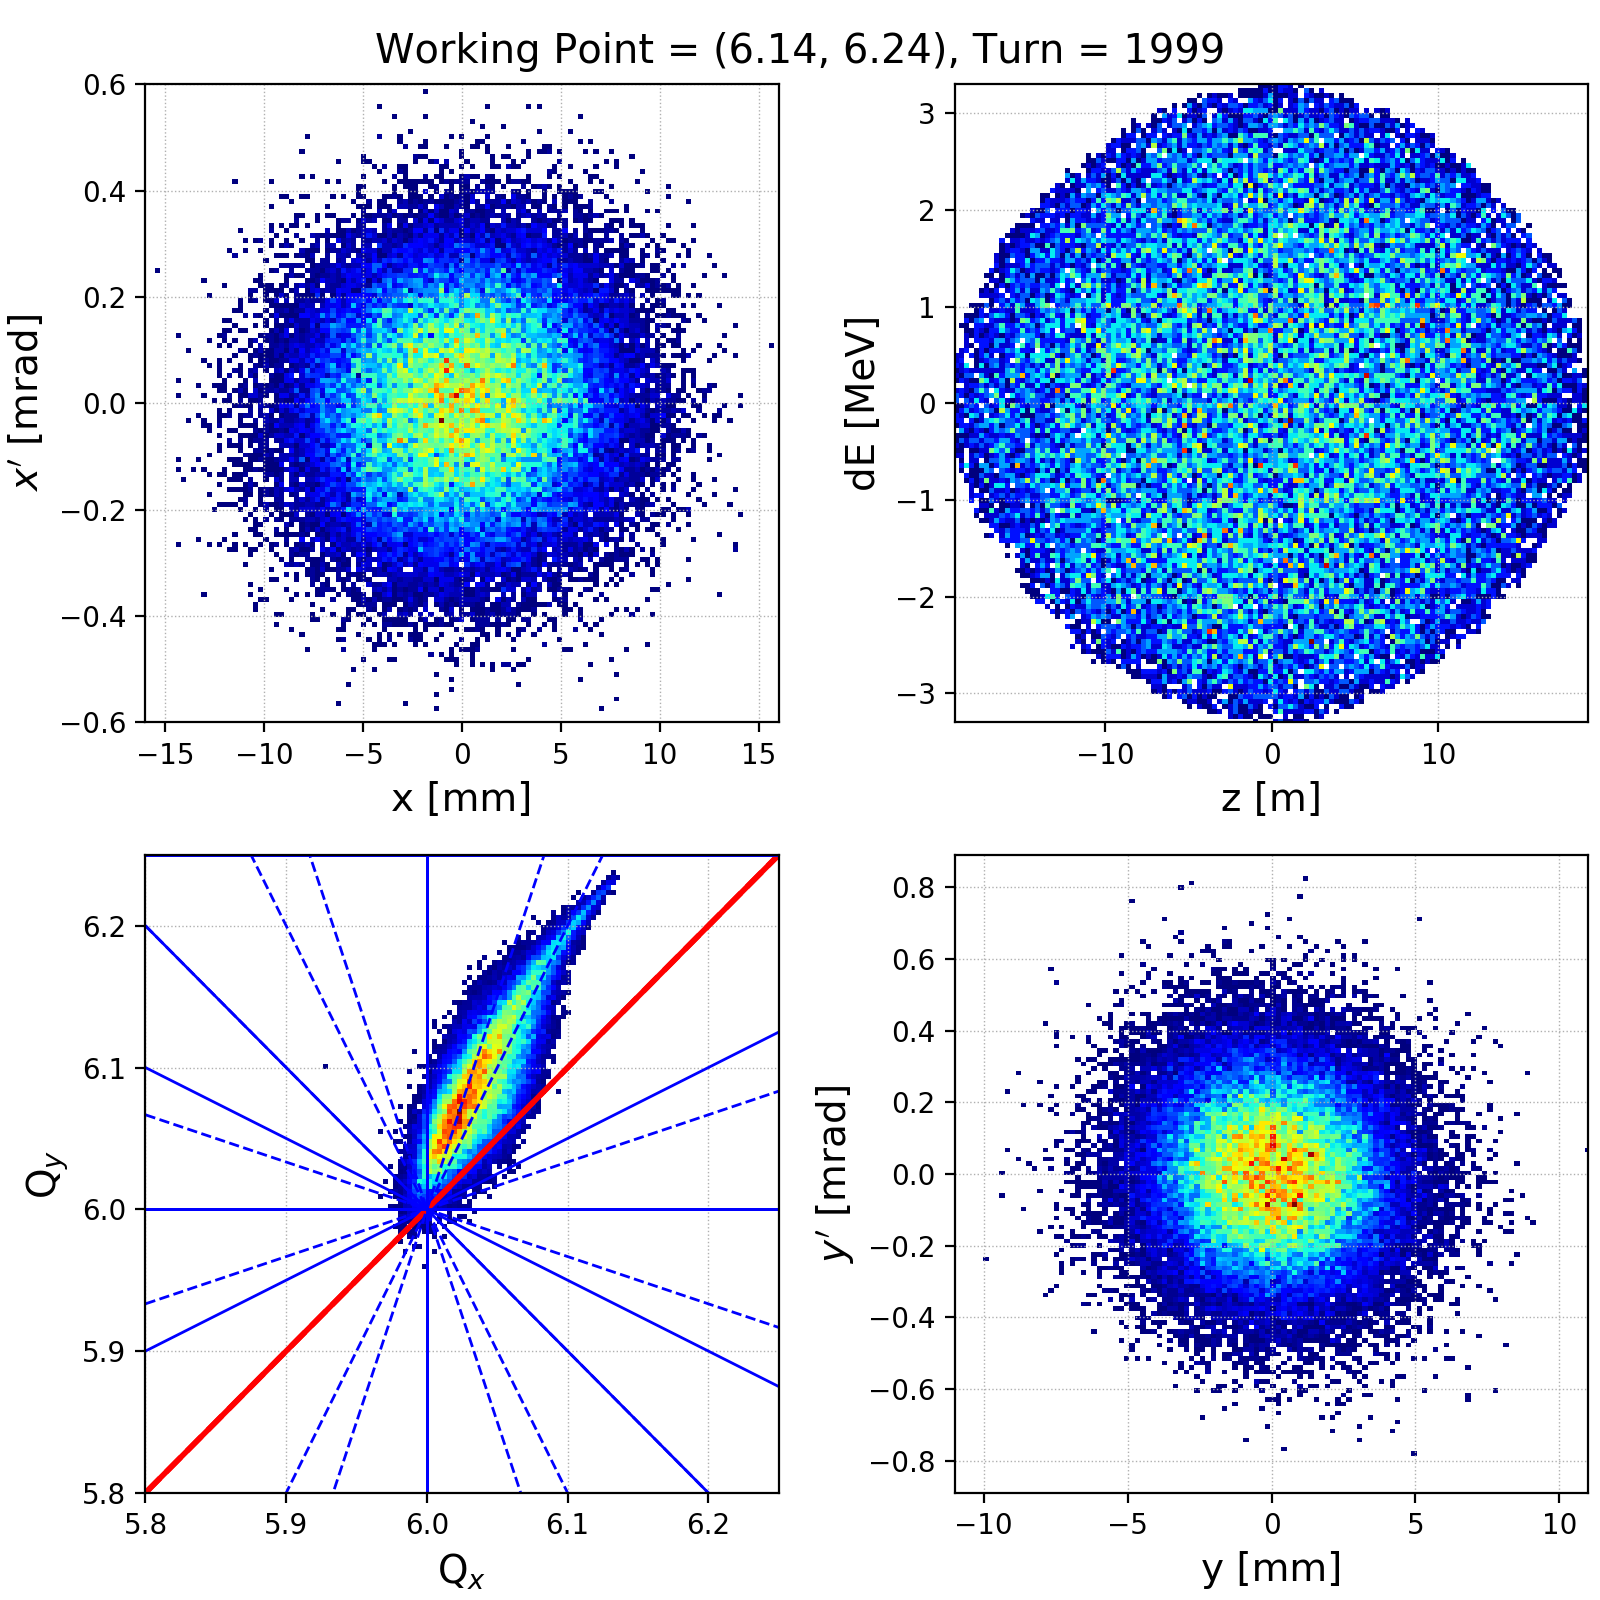 Working Point = (6.14, 6.24), Turn = 1999
0.6
0.4
0.2
0.0
−0.2
−0.4
−0.6
x′ [mrad]
−15 −10 −5 0 5 10 15
x [mm]
3
2
1
0
−1
−2
−3
dE [MeV]
−10 0 10
z [m]
6.2
6.1
6.0
5.9
5.8
Qy
5.8 5.9 6.0 6.1 6.2
Qx
0.8
0.6
0.4
0.2
0.0
−0.2
−0.4
−0.6
−0.8
y′ [mrad]
−10 −5 0 5 10
y [mm]